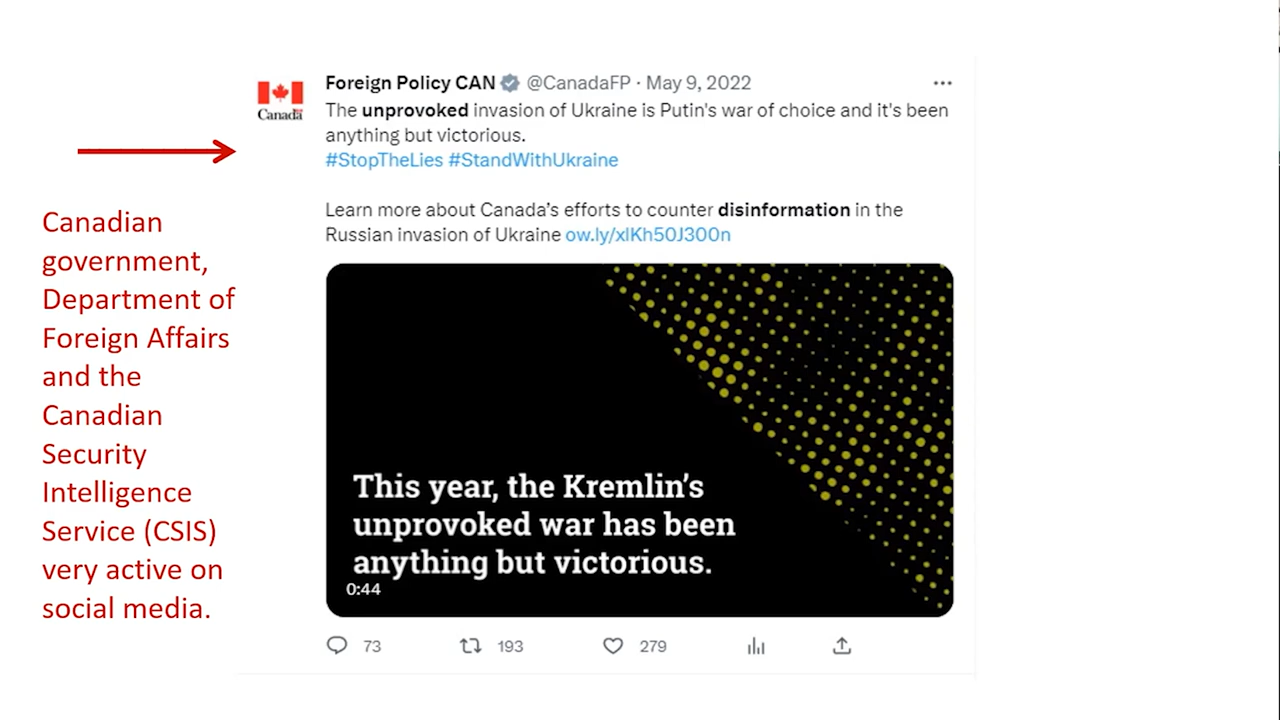 Foreign Policy CAN @CanadaFP · May 9, 2022
Canada
The unprovoked invasion of Ukraine is Putin's war of choice and it's been
anything but victorious.
#StopTheLies #StandWithUkraine
Learn more about Canada’s efforts to counter disinformation in the
Russian invasion of Ukraine ow.ly/xlKh50J3O0n
This year, the Kremlin’s
unprovoked war has been
anything but victorious.
0:44
73 193 279
Canadian
government,
Department of
Foreign Affairs
and the
Canadian
Security
Intelligence
Service (CSIS)
very active on
social media.